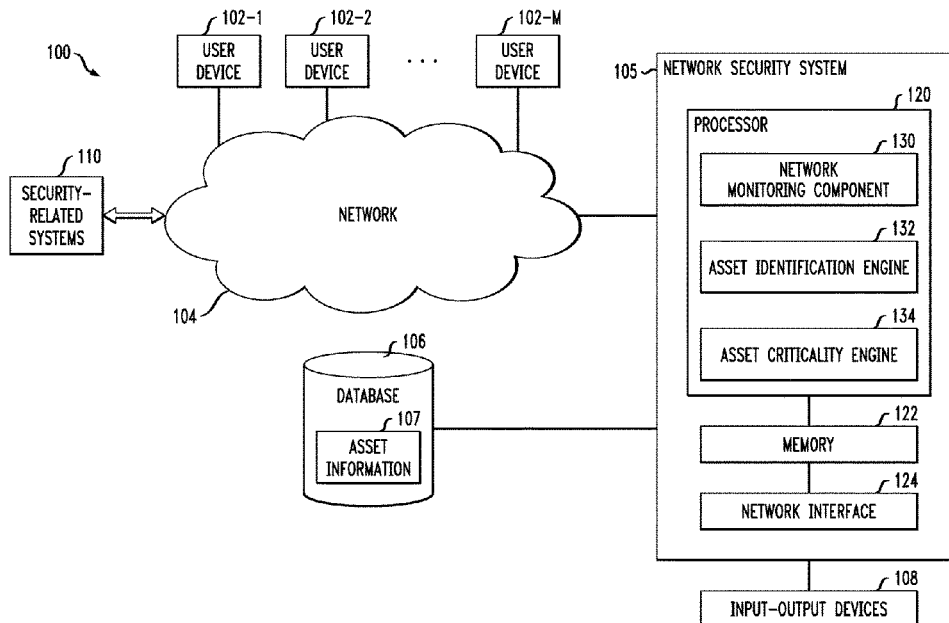 100
102-1
USER
DEVICE
102-2
USER
DEVICE
...
102-M
USER
DEVICE
110
SECURITY-
RELATED
SYSTEMS
NETWORK
104
106
DATABASE
107
ASSET
INFORMATION
105
NETWORK SECURITY SYSTEM
120
PROCESSOR
130
NETWORK
MONITORING COMPONENT
132
ASSET IDENTIFICATION ENGINE
134
ASSET CRITICALITY ENGINE
122
MEMORY
124
NETWORK INTERFACE
108
INPUT-OUTPUT DEVICES